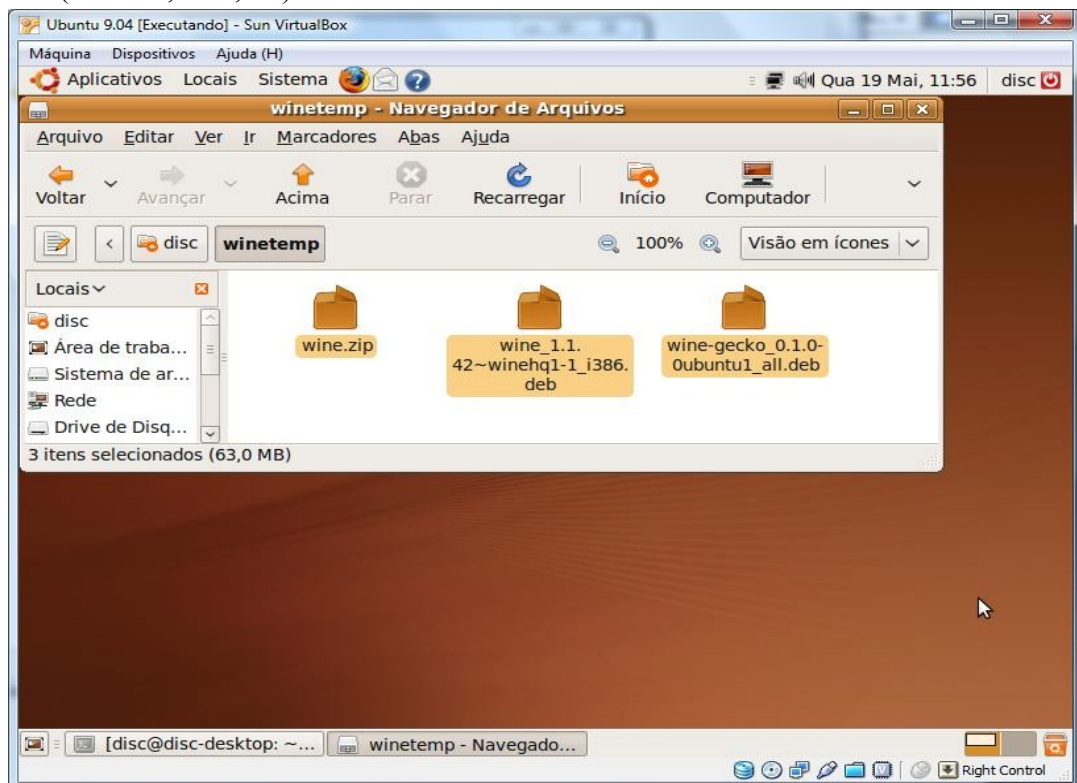 Ubuntu 9.04 [Executando] - Sun VirtualBox
Máquina Dispositivos Ajuda (H)
Aplicativos Locais Sistema Qua 19 Mai, 11:56 disc
winetemp - Navegador de Arquivos
Arquivo Editar Ver Ir Marcadores Abas Ajuda
Voltar Avançar Acima Parar Recarregar Início Computador
disc winetemp 100% Visão em ícones
Locais
disc
Área de traba...
Sistema de ar...
Rede
Drive de Disq...
wine.zip
wine_1.1.
42~winehq1-1_i386.
deb
wine-gecko_0.1.0-
0ubuntu1_all.deb
3 itens selecionados (63,0 MB)
[disc@disc-desktop: ~... winetemp - Navegado...
Right Control